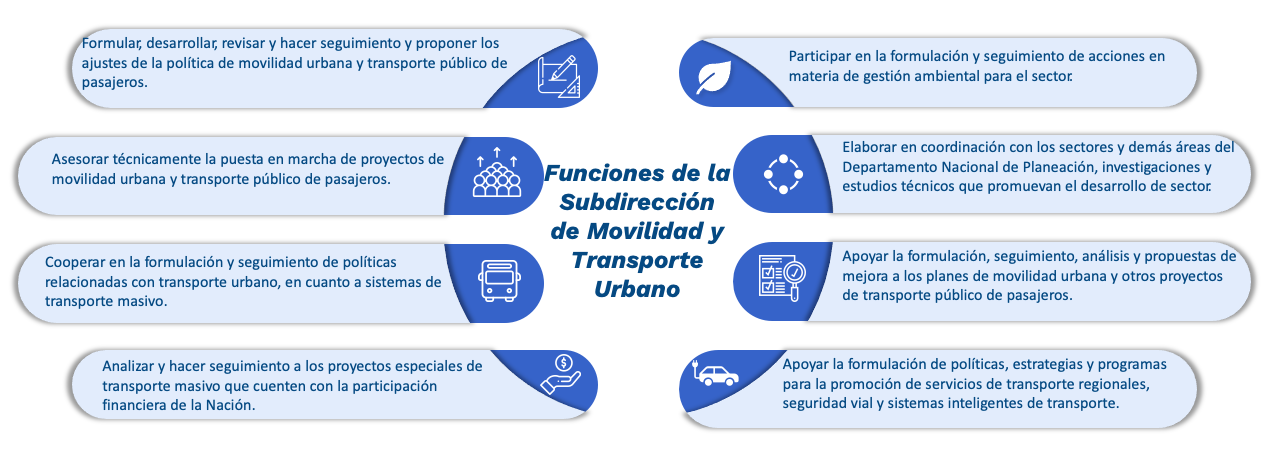 Formular, desarrollar, revisar y hacer seguimiento y proponer los
ajustes de la política de movilidad urbana y transporte público de
pasajeros.
Asesorar técnicamente la puesta en marcha de proyectos de
movilidad urbana y transporte público de pasajeros.
Cooperar en la formulación y seguimiento de políticas
relacionadas con transporte urbano, en cuanto a sistemas de
transporte masivo.
Analizar y hacer seguimiento a los proyectos especiales de
transporte masivo que cuenten con la participación
financiera de la Nación.
Funciones de la
Subdirección
de Movilidad y
Transporte
Urbano
Participar en la formulación y seguimiento de acciones en
materia de gestión ambiental para el sector.
Elaborar en coordinación con los sectores y demás áreas del
Departamento Nacional de Planeación, investigaciones y
estudios técnicos que promuevan el desarrollo de sector.
Apoyar la formulación, seguimiento, análisis y propuestas de
mejora a los planes de movilidad urbana y otros proyectos
de transporte público de pasajeros.
Apoyar la formulación de políticas, estrategias y programas
para la promoción de servicios de transporte regionales,
seguridad vial y sistemas inteligentes de transporte.